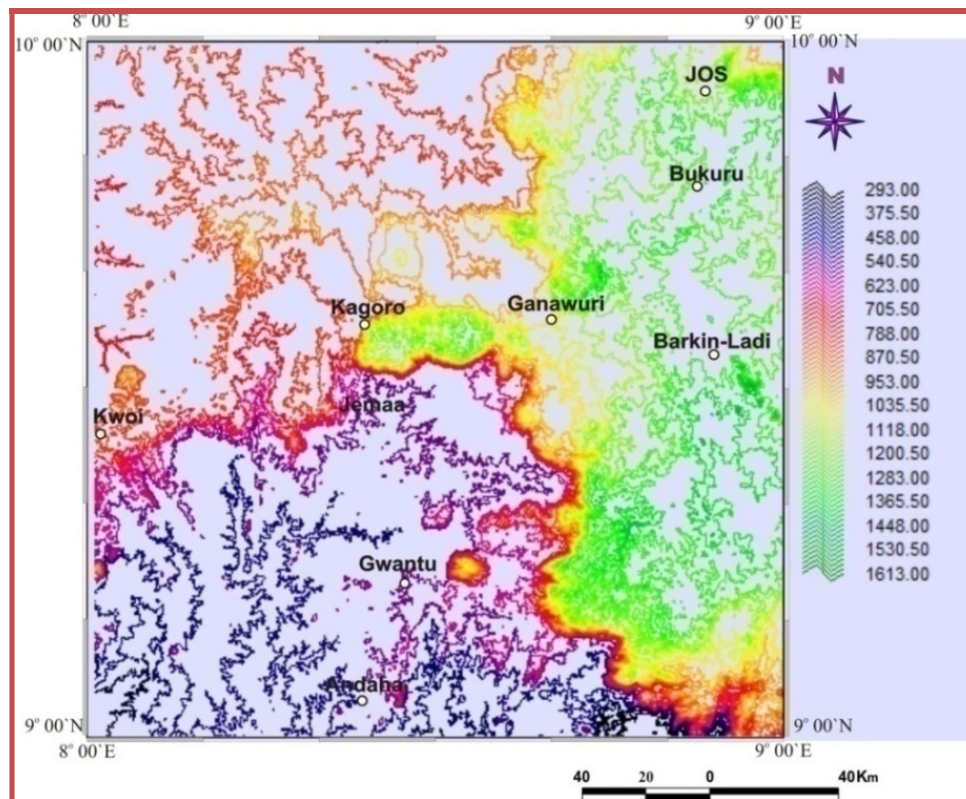 8° 00`E
9° 00`E
10° 00`N
10° 00`N
JOS
N
Bukuru
293.00
375.50
458.00
540.50
623.00
705.50
788.00
870.50
953.00
1035.50
1118.00
1200.50
1283.00
1365.50
1448.00
1530.50
1613.00
Kagoro
Ganawuri
Barkin-Ladi
Jemaa
Kwoi
Gwantu
Andaha
9° 00`N
9° 00`N
8° 00`E
9° 00`E
40 20 0 40 Km